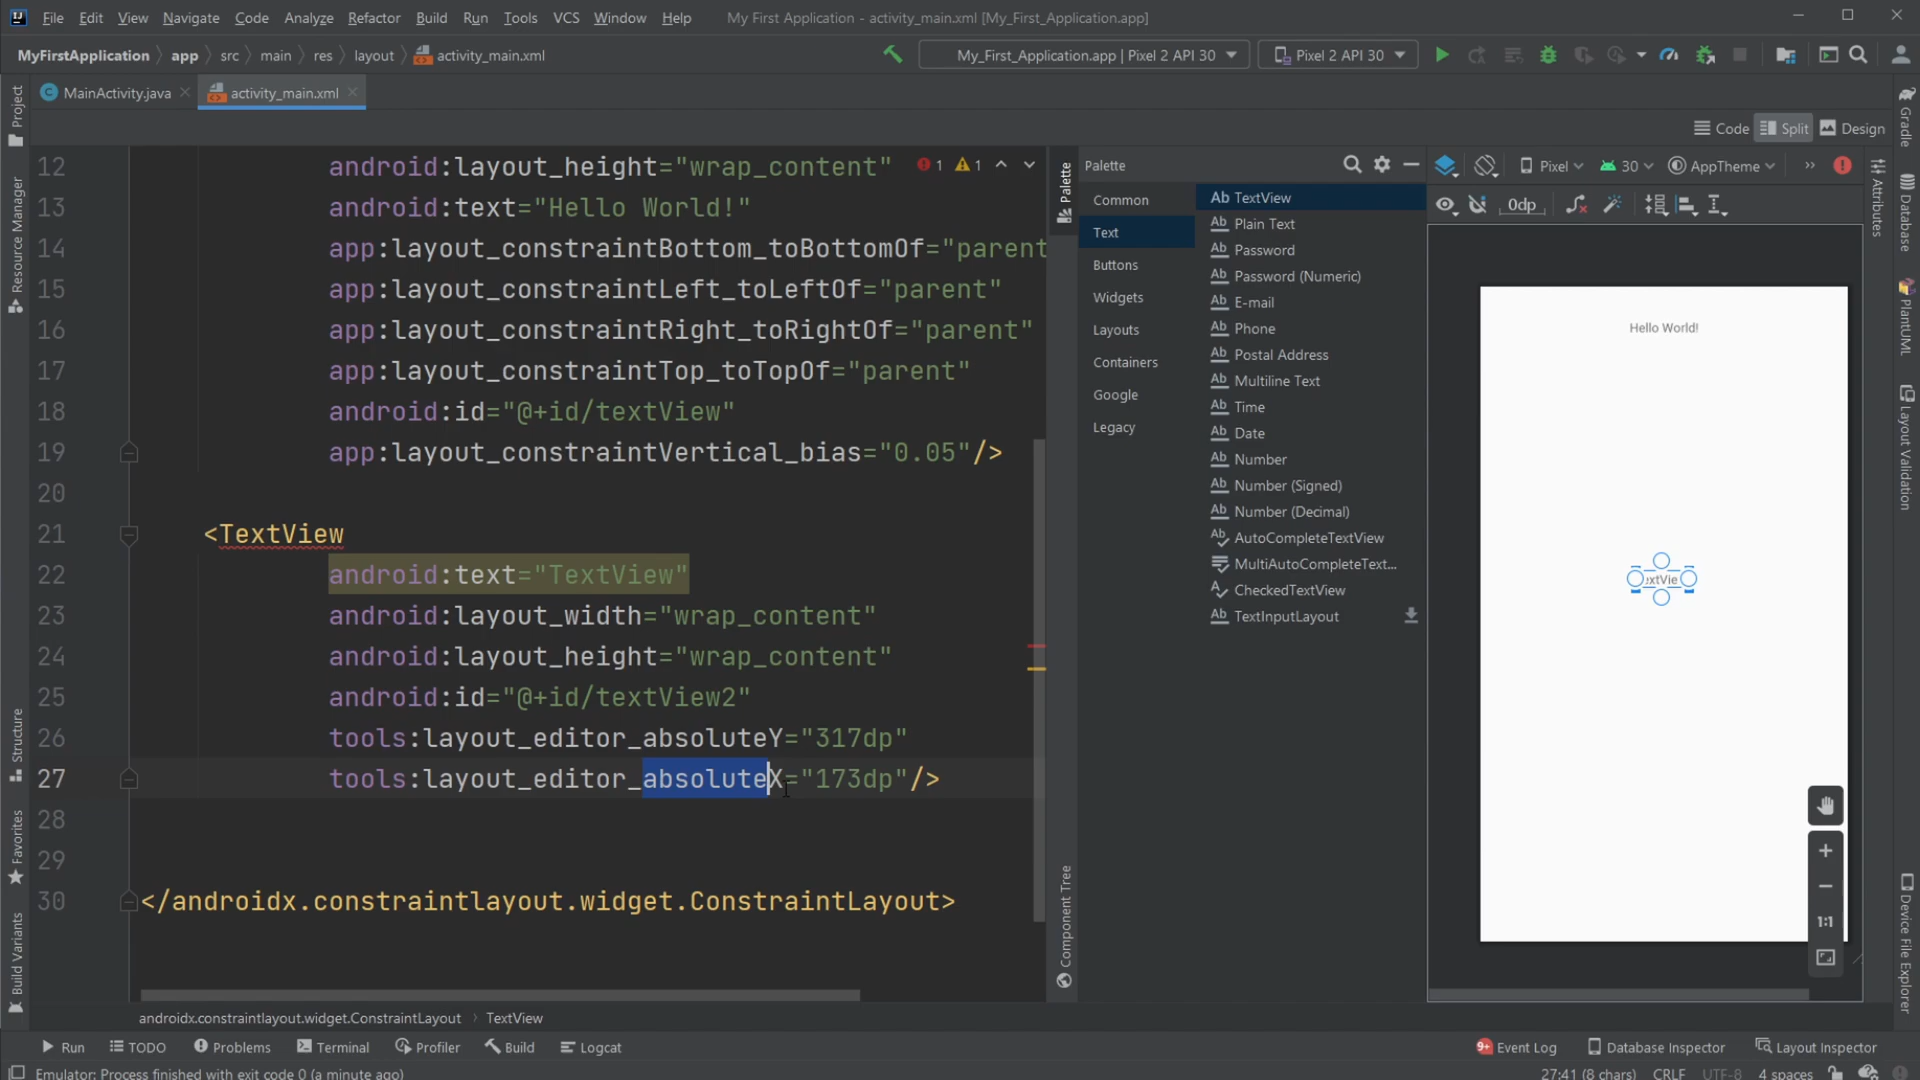 File Edit View Navigate Code Analyze Refactor Build Run Tools VCS Window Help My First Application - activity_main.xml [My_First_Application.app]
MyFirstApplication app src main res layout activity_main.xml My_First_Application.app | Pixel 2 API 30 Pixel 2 API 30
MainActivity.java activity_main.xml
Code Split Design
12 android:layout_height="wrap_content" 1 1
13 android:text="Hello World!"
14 app:layout_constraintBottom_toBottomOf="parent
15 app:layout_constraintLeft_toLeftOf="parent"
16 app:layout_constraintRight_toRightOf="parent"
17 app:layout_constraintTop_toTopOf="parent"
18 android:id="@+id/textView"
19 app:layout_constraintVertical_bias="0.05"/>
20
21 <TextView
22 android:text="TextView"
23 android:layout_width="wrap_content"
24 android:layout_height="wrap_content"
25 android:id="@+id/textView2"
26 tools:layout_editor_absoluteY="317dp"
27 tools:layout_editor_absoluteX="173dp"/>
28
29
30 </androidx.constraintlayout.widget.ConstraintLayout>
androidx.constraintlayout.widget.ConstraintLayout TextView
Project
Resource Manager
Structure
Favorites
Build Variants
Palette
Component Tree
Palette
Common
Text
Buttons
Widgets
Layouts
Containers
Google
Legacy
Ab TextView
Ab Plain Text
Ab Password
Ab Password (Numeric)
Ab E-mail
Ab Phone
Ab Postal Address
Ab Multiline Text
Ab Time
Ab Date
Ab Number
Ab Number (Signed)
Ab Number (Decimal)
Ab AutoCompleteTextView
MultiAutoCompleteText...
CheckedTextView
Ab TextInputLayout
Pixel 30 AppTheme
0dp
Hello World!
extVie
1:1
Attributes
Gradle
Database
PlantUML
Layout Validation
Device File Explorer
Run TODO Problems Terminal Profiler Build Logcat 9+ Event Log Database Inspector Layout Inspector
Emulator: Process finished with exit code 0 (a minute ago) 27:41 (8 chars) CRLF UTF-8 4 spaces